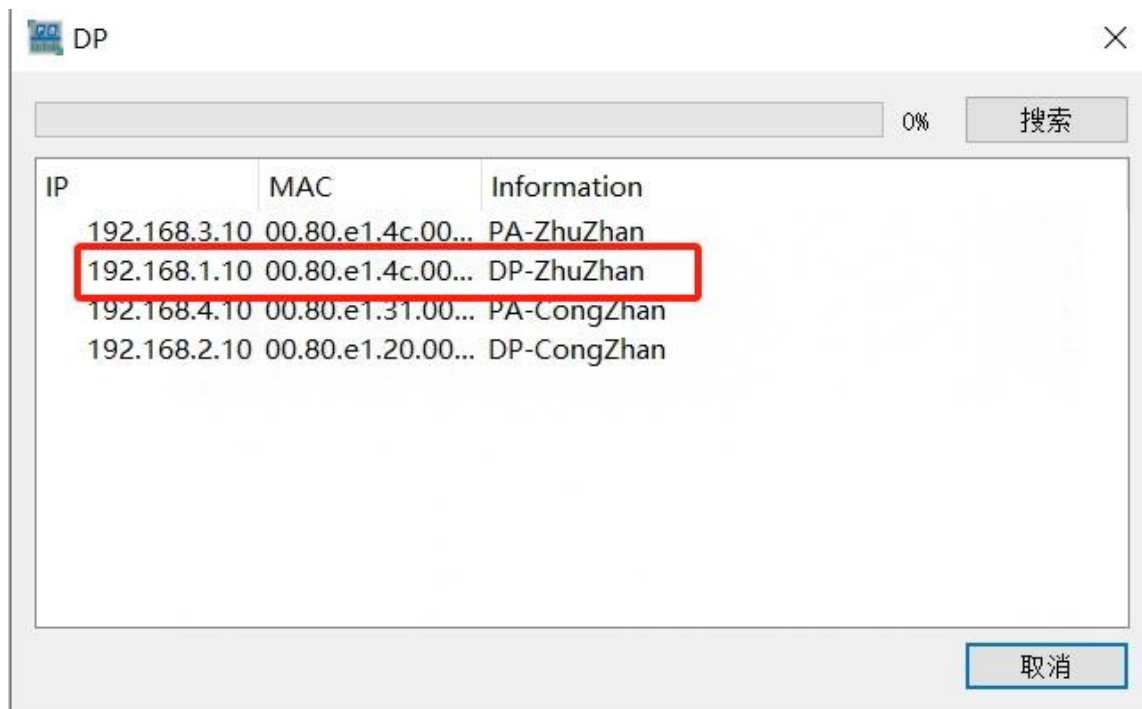 DP
0% 搜索
IP MAC Information
192.168.3.10 00.80.e1.4c.00... PA-ZhuZhan
192.168.1.10 00.80.e1.4c.00... DP-ZhuZhan
192.168.4.10 00.80.e1.31.00... PA-CongZhan
192.168.2.10 00.80.e1.20.00... DP-CongZhan
取消